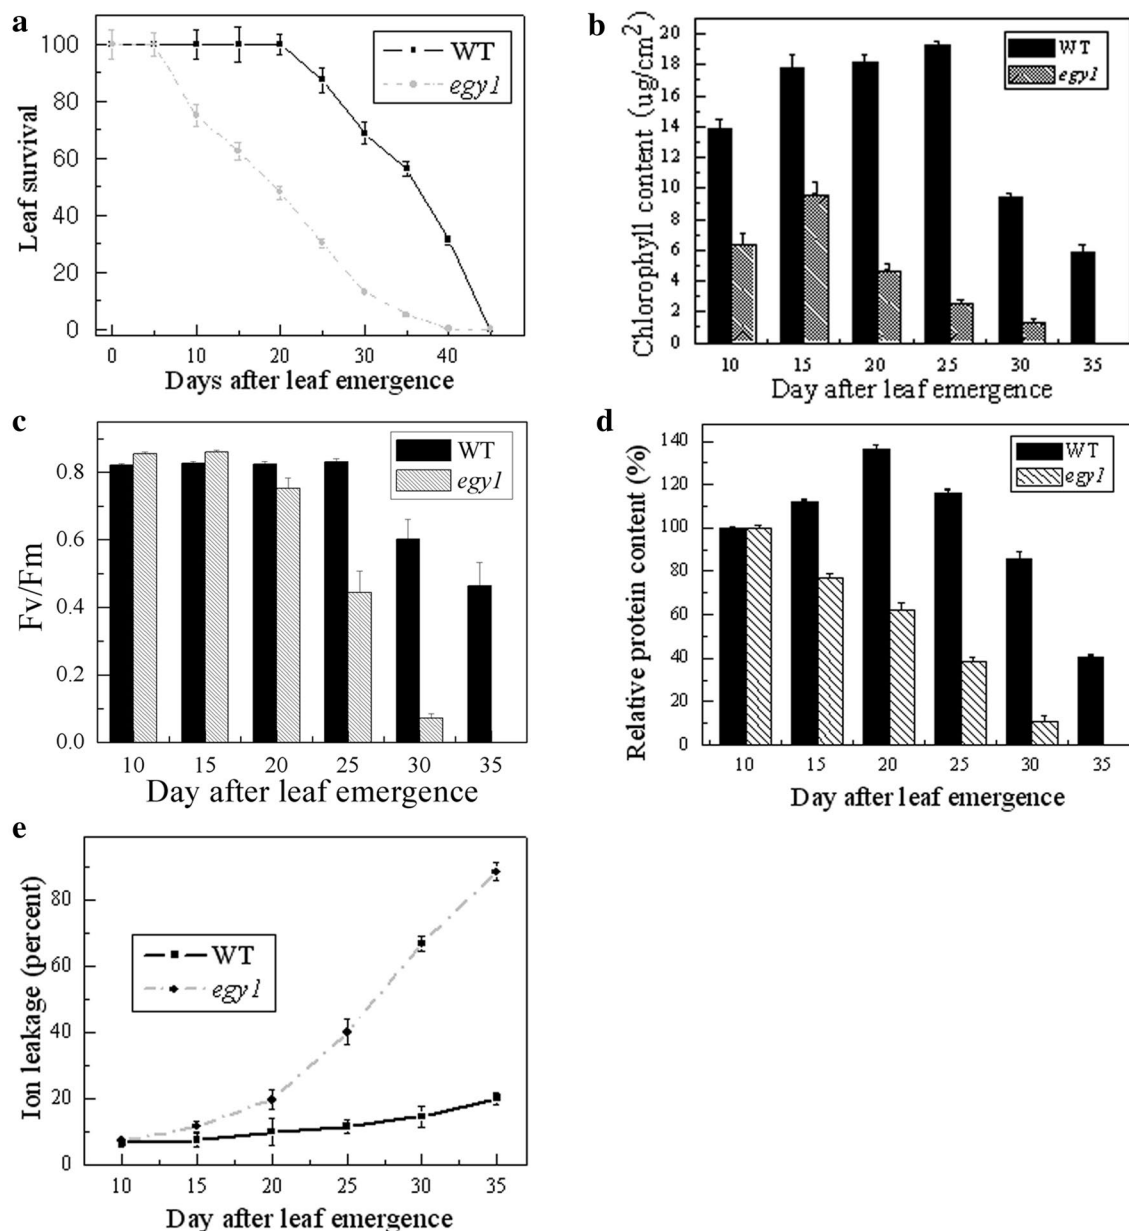 a
Leaf survival
100
80
60
40
20
0
WT
egy1
0 10 20 30 40
Days after leaf emergence
b
Chlorophyll content (ug/cm2)
20
18
16
14
12
10
8
6
4
2
0
WT
egy1
10 15 20 25 30 35
Day after leaf emergence
c
Fv/Fm
0.8
0.6
0.4
0.2
0.0
WT
egy1
10 15 20 25 30 35
Day after leaf emergence
d
Relative protein content (%)
140
120
100
80
60
40
20
0
WT
egy1
10 15 20 25 30 35
Day after leaf emergence
e
Ion leakage (percent)
80
60
40
20
0
WT
egy1
10 15 20 25 30 35
Day after leaf emergence